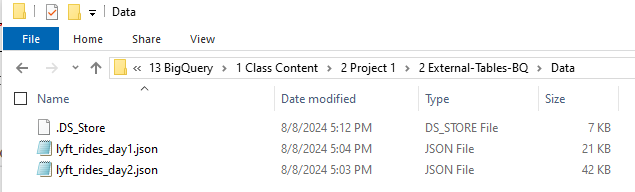 Data
File Home Share View
« 13 BigQuery > 1 Class Content > 2 Project 1 > 2 External-Tables-BQ > Data
Name Date modified Type Size
.DS_Store 8/8/2024 5:12 PM DS_STORE File 7 KB
lyft_rides_day1.json 8/8/2024 5:04 PM JSON File 21 KB
lyft_rides_day2.json 8/8/2024 5:03 PM JSON File 42 KB